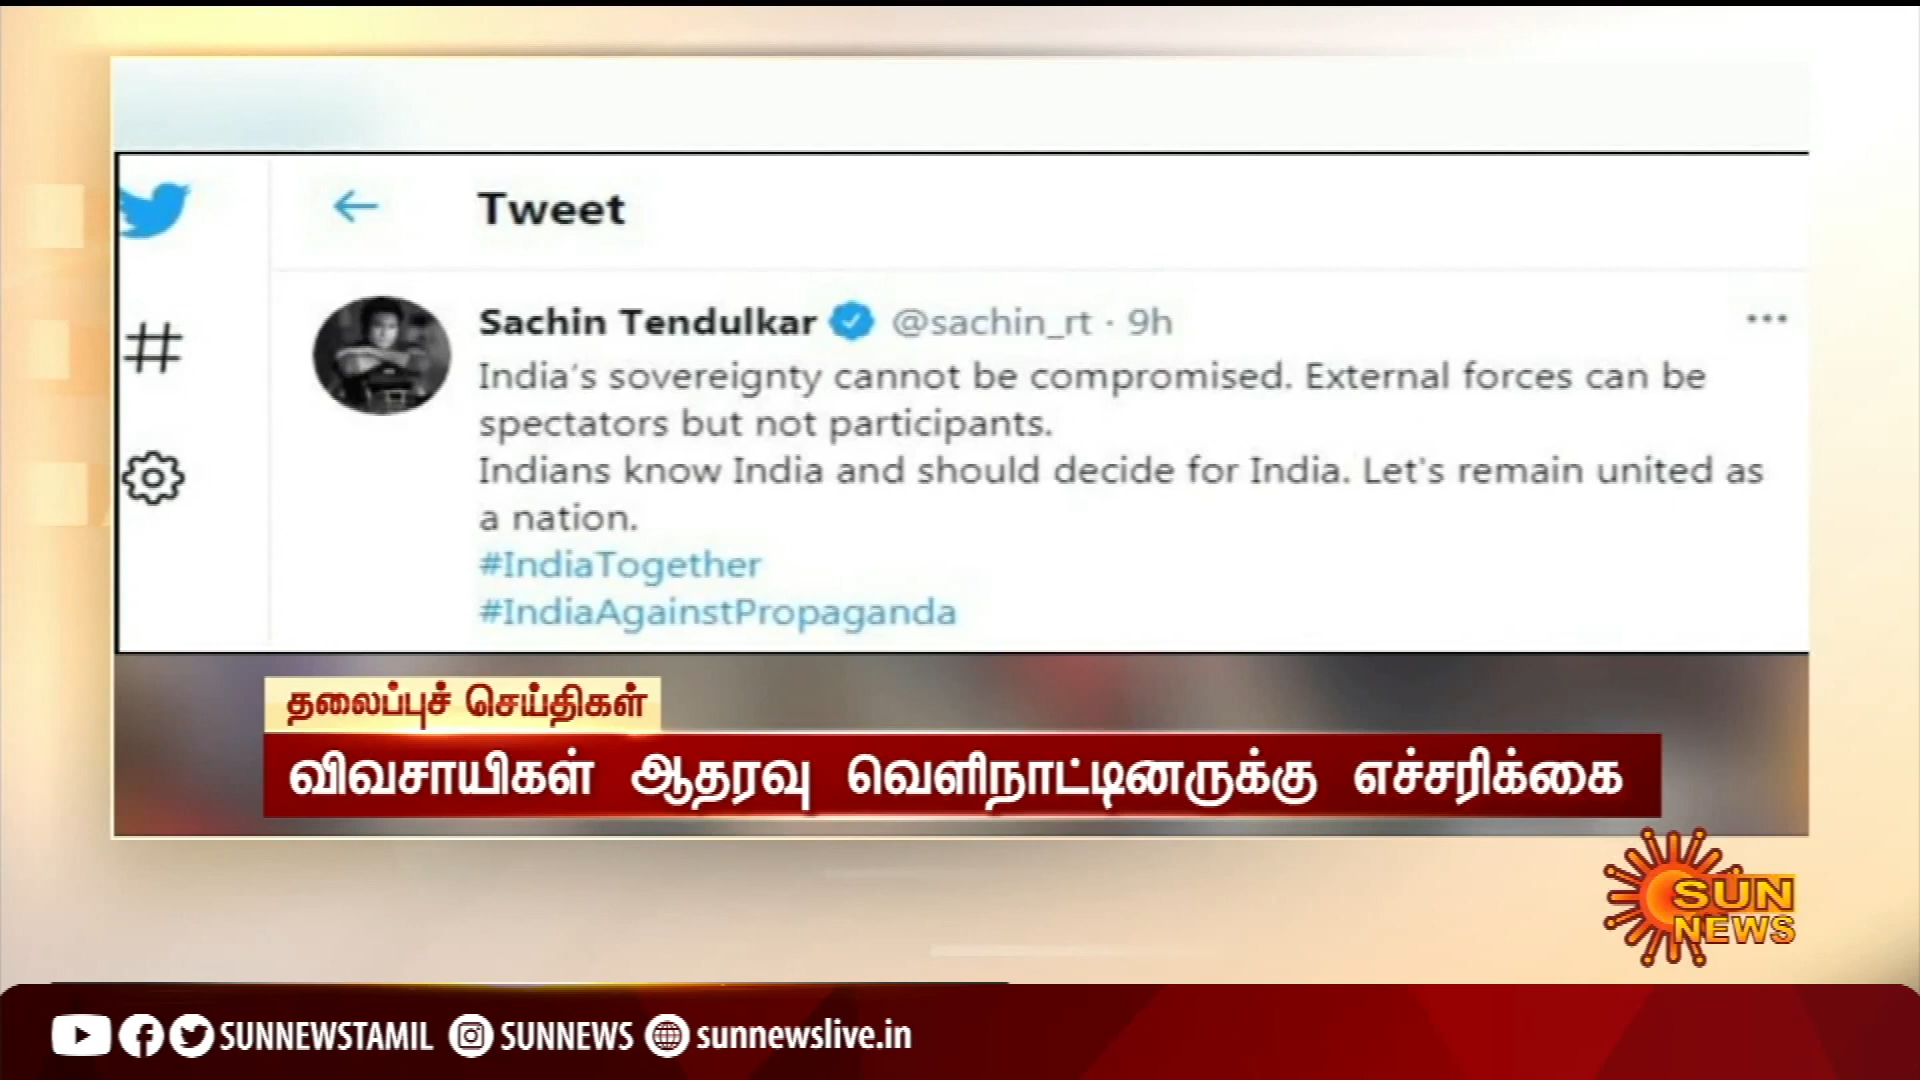 Tweet
Sachin Tendulkar @sachin_rt · 9h
India's sovereignty cannot be compromised. External forces can be
spectators but not participants.
Indians know India and should decide for India. Let's remain united as
a nation.
#IndiaTogether
#IndiaAgainstPropaganda
தலைப்புச் செய்திகள்
விவசாயிகள் ஆதரவு வெளிநாட்டினருக்கு எச்சரிக்கை
SUN
NEWS
SUNNEWSTAMIL SUNNEWS sunnewslive.in